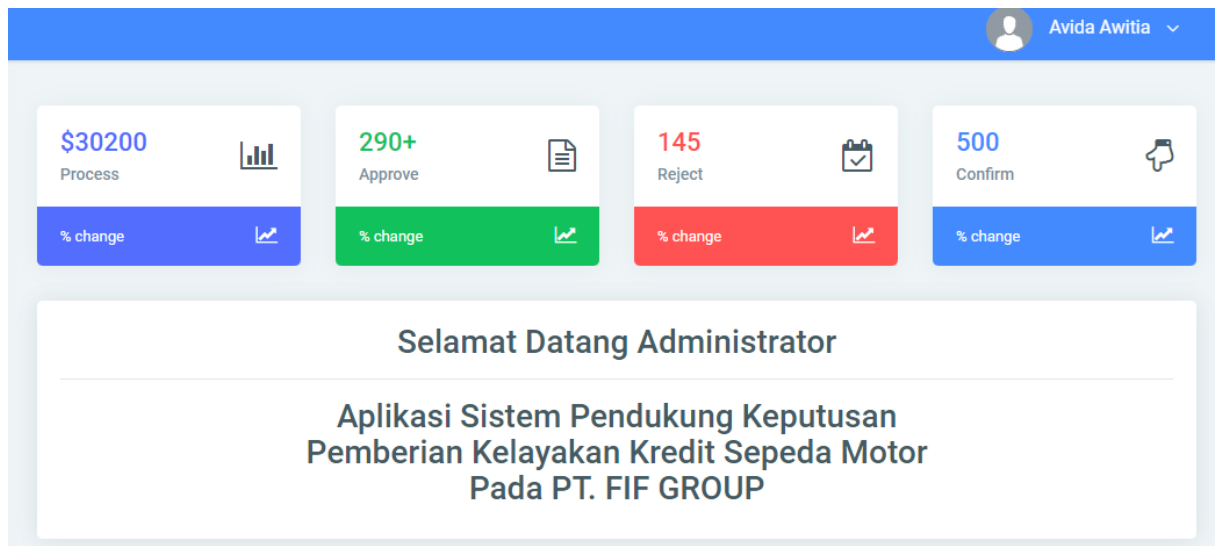 Avida Awitia
$30200
Process
% change
290+
Approve
% change
145
Reject
% change
500
Confirm
% change
Selamat Datang Administrator
Aplikasi Sistem Pendukung Keputusan
Pemberian Kelayakan Kredit Sepeda Motor
Pada PT. FIF GROUP